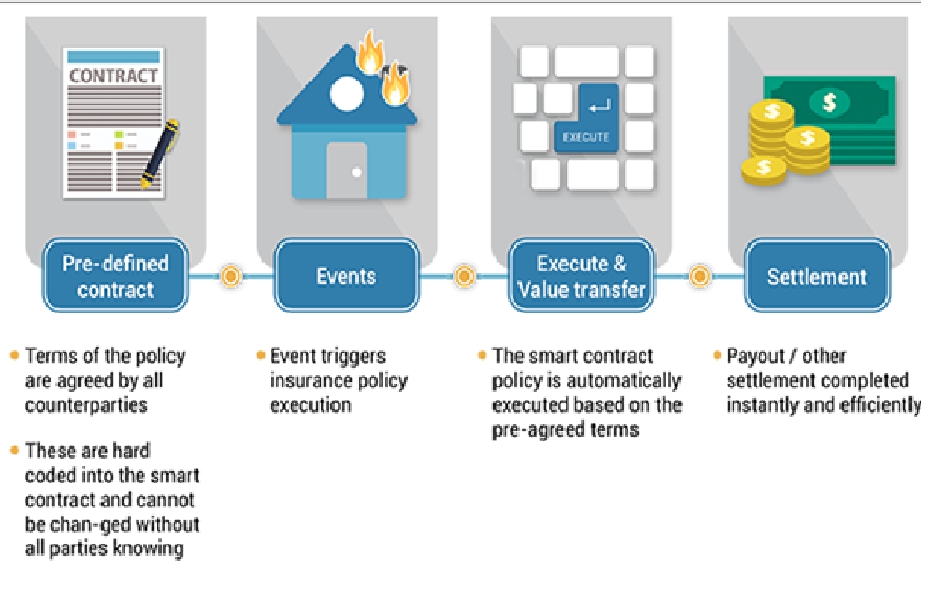 CONTRACT
EXECUTE
$
$
$
$
Pre-defined
contract
Events
Execute &
Value transfer
Settlement
Terms of the policy
are agreed by all
counterparties
These are hard
coded into the smart
contract and cannot
be chan-ged without
all parties knowing
Event triggers
insurance policy
execution
The smart contract
policy is automatically
executed based on the
pre-agreed terms
Payout / other
settlement completed
instantly and efficiently